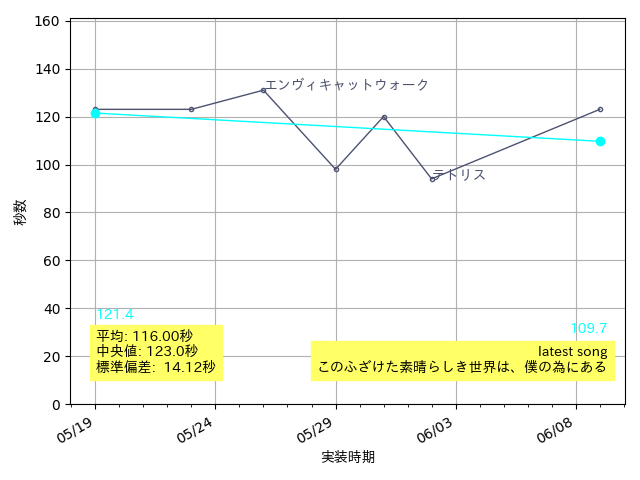 160
140
120
100
80
60
40
20
0
秒数
エンヴィキャットウォーク
テトリス
121.4
109.7
平均: 116.00秒
中央値: 123.0秒
標準偏差: 14.12秒
latest song
このふざけた素晴らしき世界は、僕の為にある
05/19
05/24
05/29
06/03
06/08
実装時期